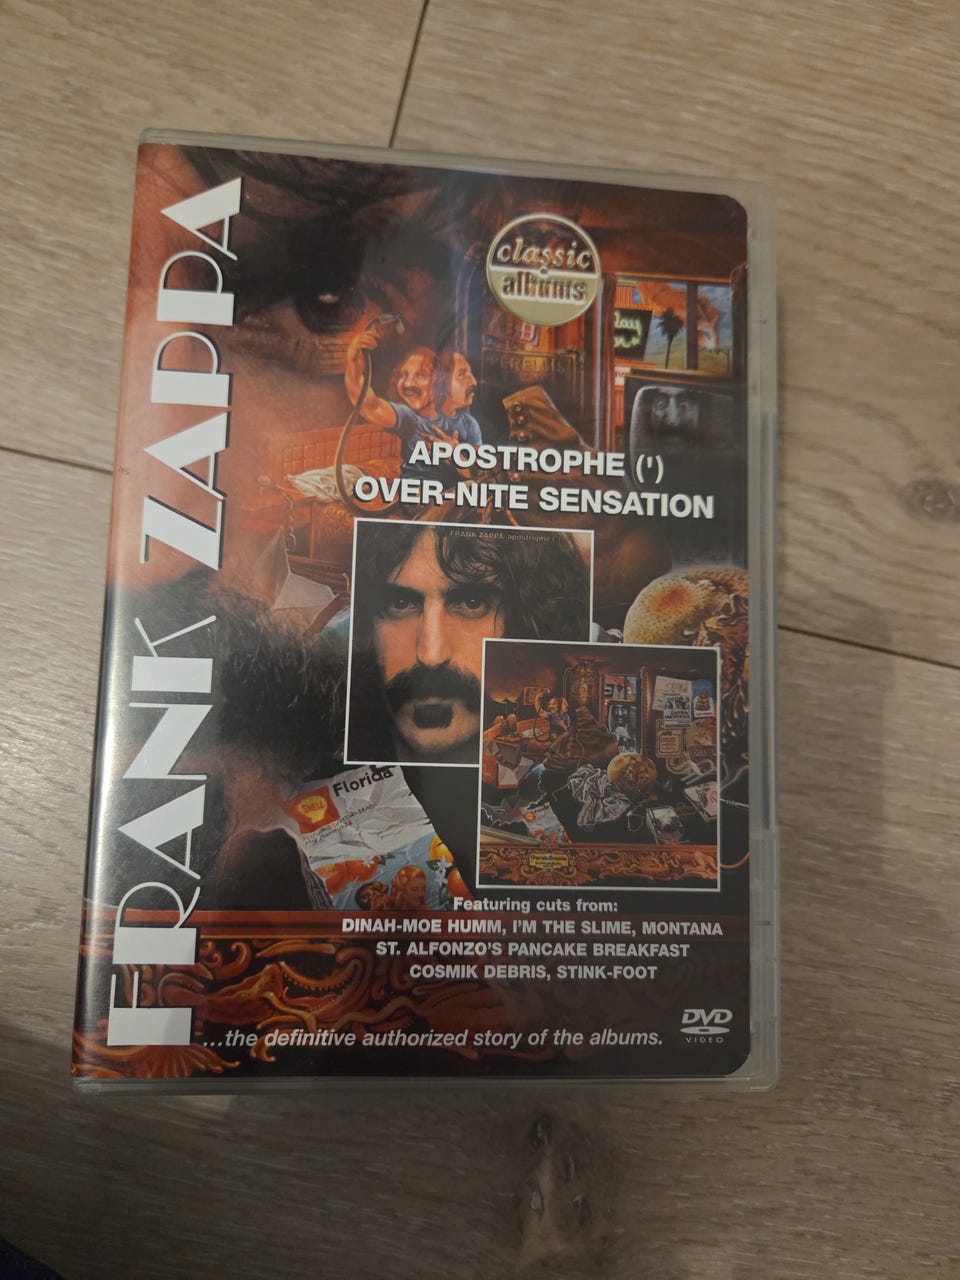 FRANK ZAPPA
classic
albums
APOSTROPHE (')
OVER-NITE SENSATION
FRANK ZAPPA apostrophe (')
Florida
SHELL
Featuring cuts from:
DINAH-MOE HUMM, I'M THE SLIME, MONTANA
ST. ALFONZO'S PANCAKE BREAKFAST
COSMIK DEBRIS, STINK-FOOT
...the definitive authorized story of the albums.
DVD
VIDEO